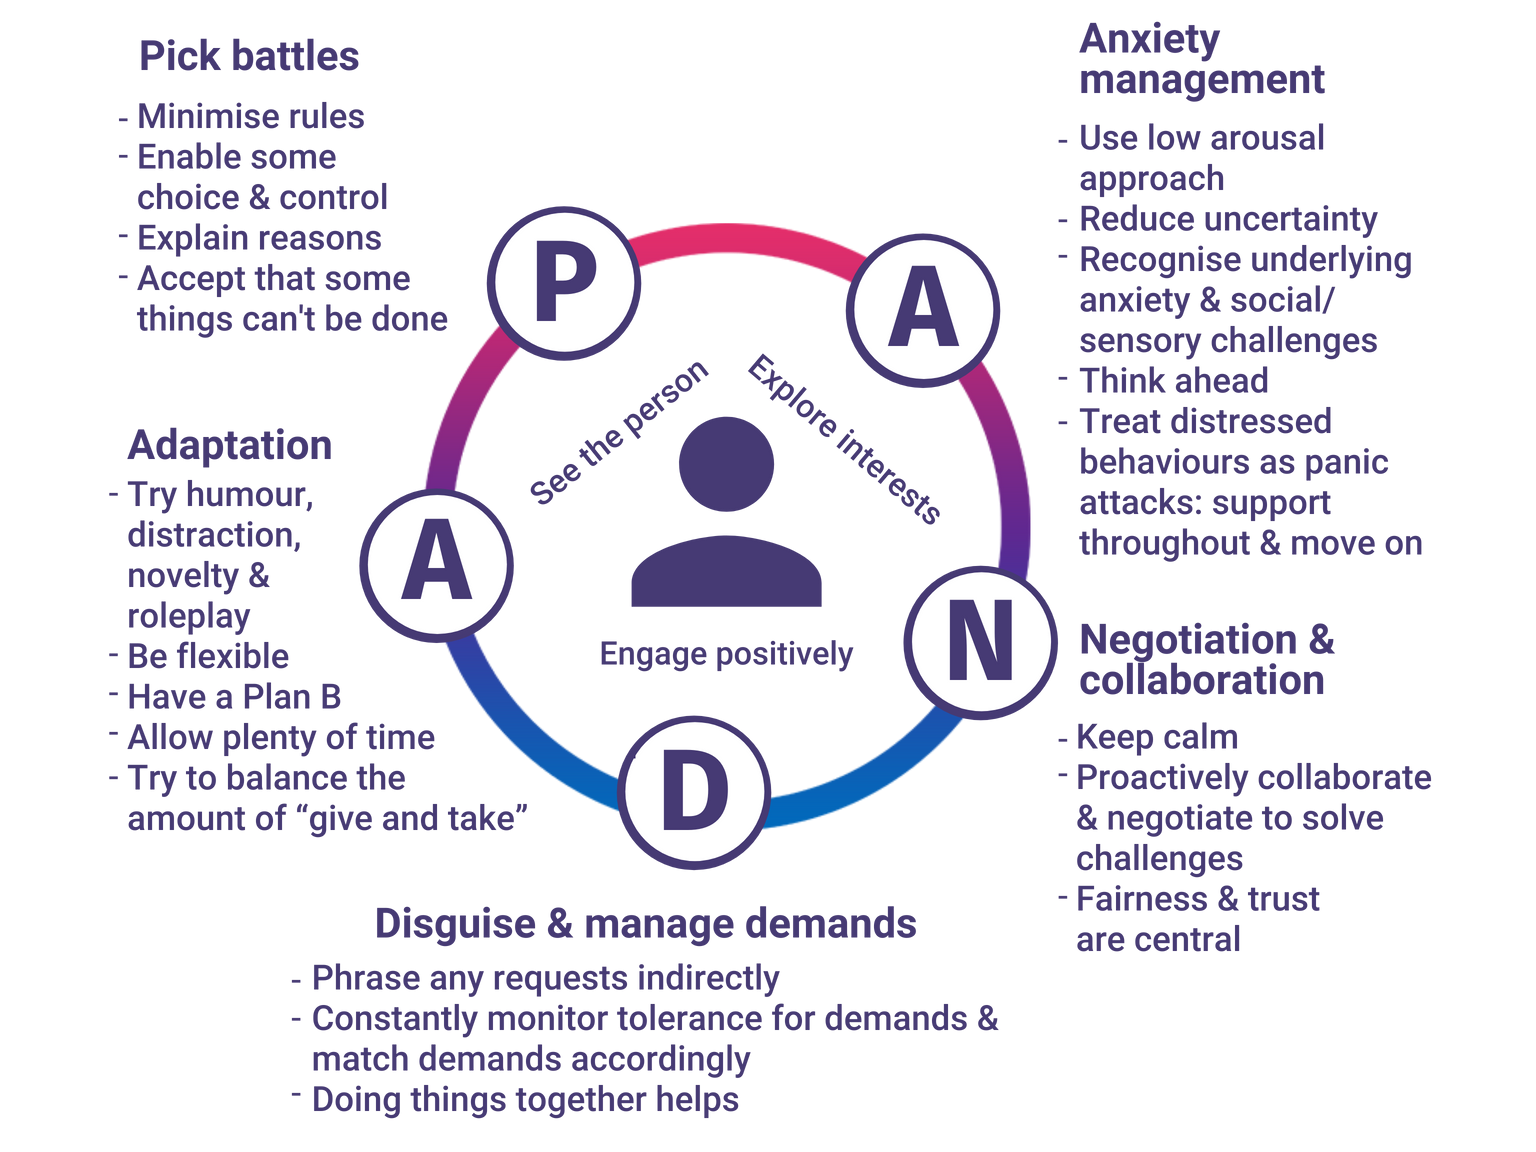 Pick battles
- Minimise rules
- Enable some
choice & control
- Explain reasons
- Accept that some
things can't be done
Anxiety
management
- Use low arousal
approach
- Reduce uncertainty
- Recognise underlying
anxiety & social/
sensory challenges
- Think ahead
- Treat distressed
behaviours as panic
attacks: support
throughout & move on
Negotiation &
collaboration
- Keep calm
- Proactively collaborate
& negotiate to solve
challenges
- Fairness & trust
are central
Disguise & manage demands
- Phrase any requests indirectly
- Constantly monitor tolerance for demands &
match demands accordingly
- Doing things together helps
Adaptation
- Try humour,
distraction,
novelty &
roleplay
- Be flexible
- Have a Plan B
- Allow plenty of time
- Try to balance the
amount of “give and take”
P
A
N
D
A
See the person
Explore interests
Engage positively